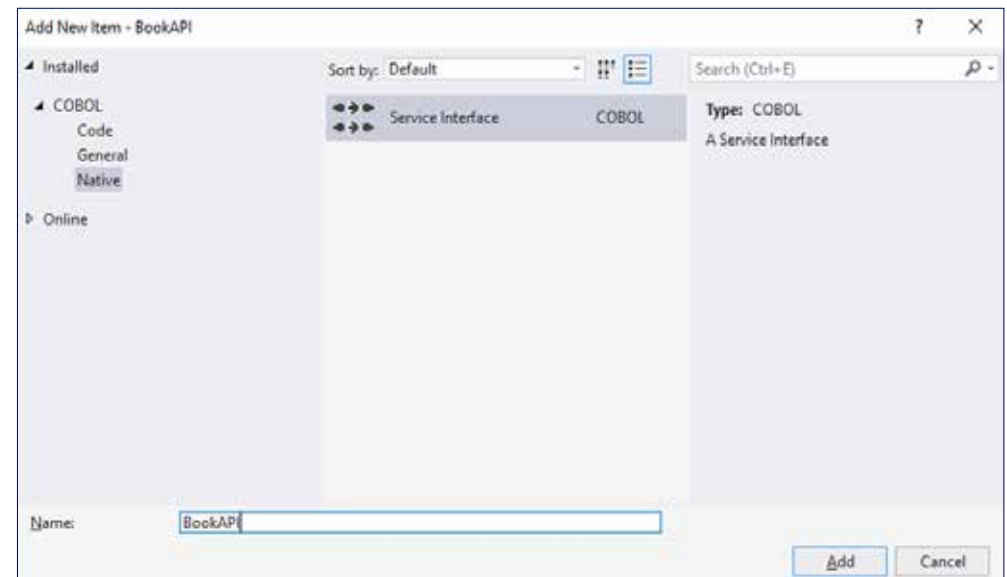 Add New Item - BookAPI
?
Installed
Sort by: Default
Search (Ctrl+E)
COBOL
Code
General
Native
Online
Service Interface COBOL
Type: COBOL
A Service Interface
Name: BookAPI
Add Cancel